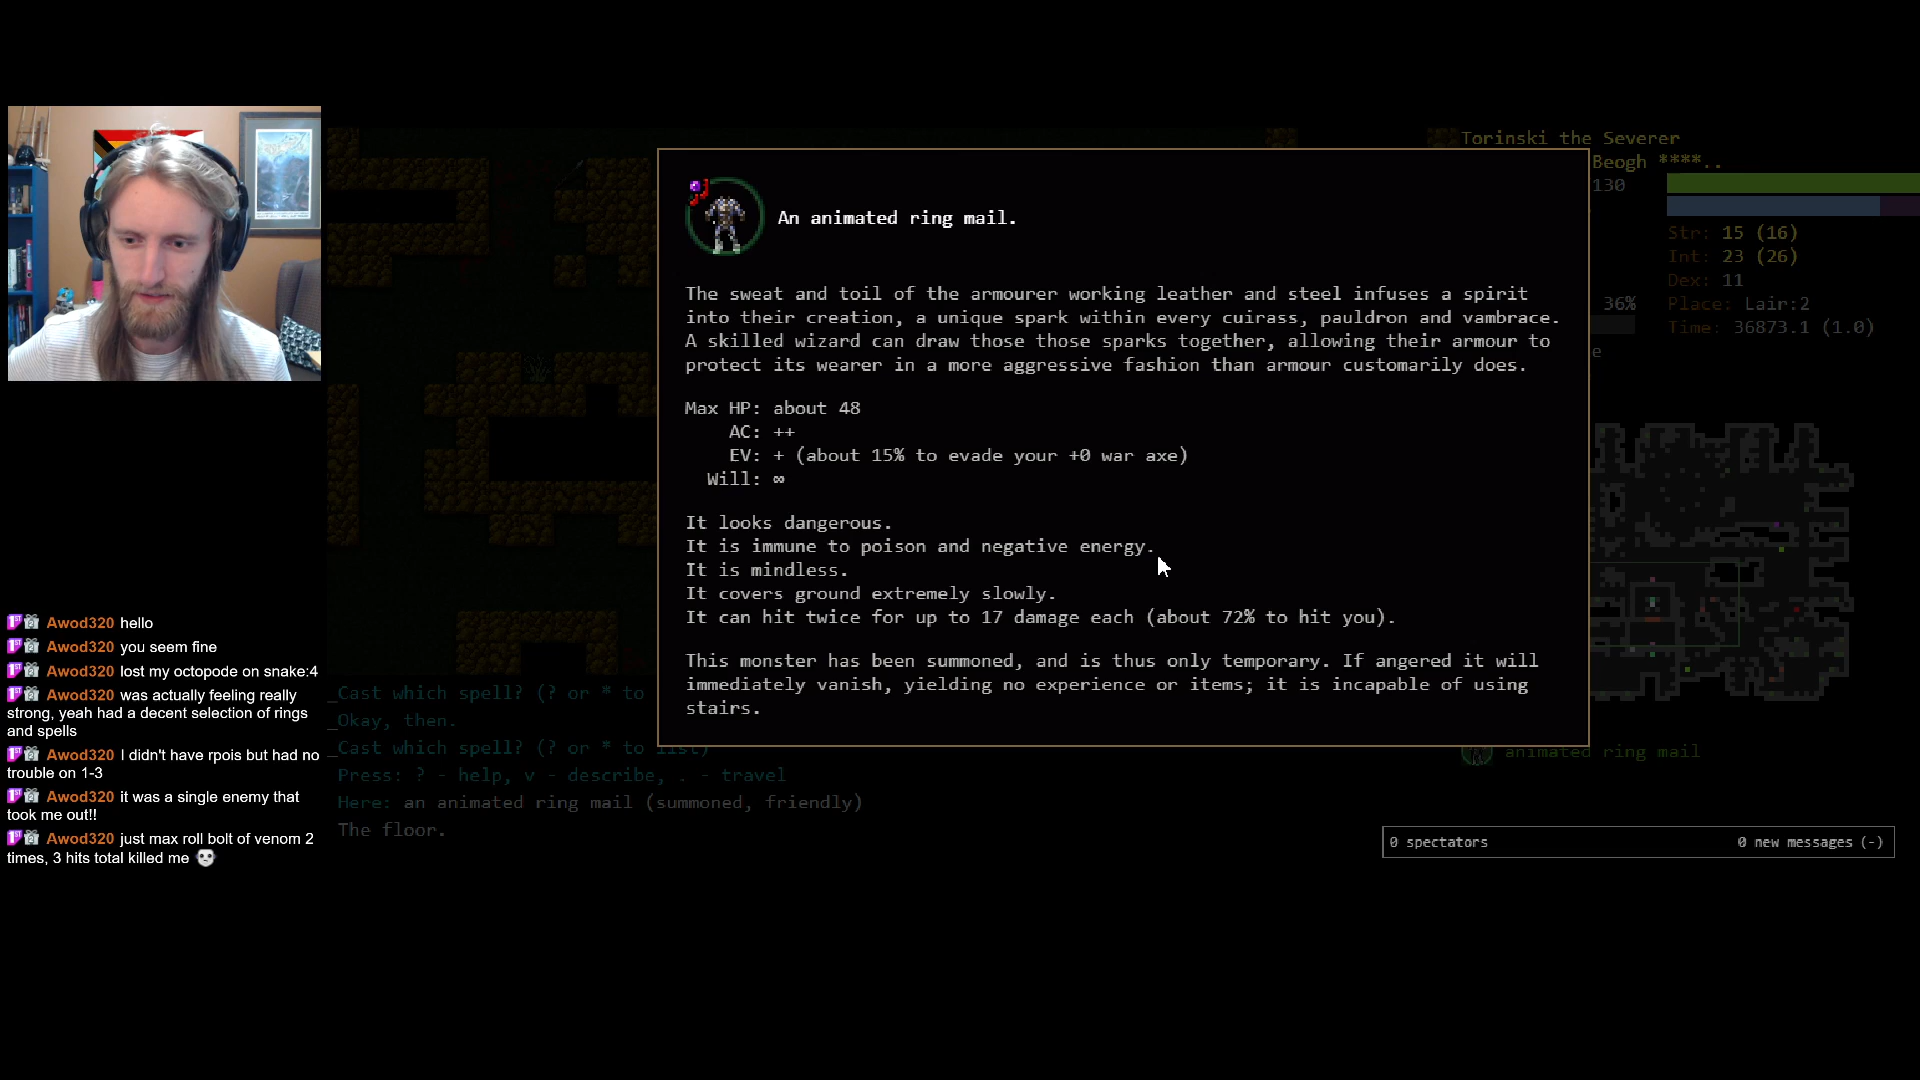 Torinski the Severer
Beogh ****..
130
Str: 15 (16)
Int: 23 (26)
Dex: 11
36% Place: Lair:2
Time: 36873.1 (1.0)
e
An animated ring mail.
The sweat and toil of the armourer working leather and steel infuses a spirit
into their creation, a unique spark within every cuirass, pauldron and vambrace.
A skilled wizard can draw those those sparks together, allowing their armour to
protect its wearer in a more aggressive fashion than armour customarily does.
Max HP: about 48
AC: ++
EV: + (about 15% to evade your +0 war axe)
Will: ∞
It looks dangerous.
It is immune to poison and negative energy.
It is mindless.
It covers ground extremely slowly.
It can hit twice for up to 17 damage each (about 72% to hit you).
This monster has been summoned, and is thus only temporary. If angered it will
immediately vanish, yielding no experience or items; it is incapable of using
stairs.
_Cast which spell? (? or * to
_Okay, then.
_Cast which spell? (? or * to list)
Press: ? - help, v - describe, . - travel
Here: an animated ring mail (summoned, friendly)
The floor.
animated ring mail
0 spectators 0 new messages (-)
Awod320 hello
Awod320 you seem fine
Awod320 lost my octopode on snake:4
Awod320 was actually feeling really
strong, yeah had a decent selection of rings
and spells
Awod320 I didn't have rpois but had no
trouble on 1-3
Awod320 it was a single enemy that
took me out!!
Awod320 just max roll bolt of venom 2
times, 3 hits total killed me